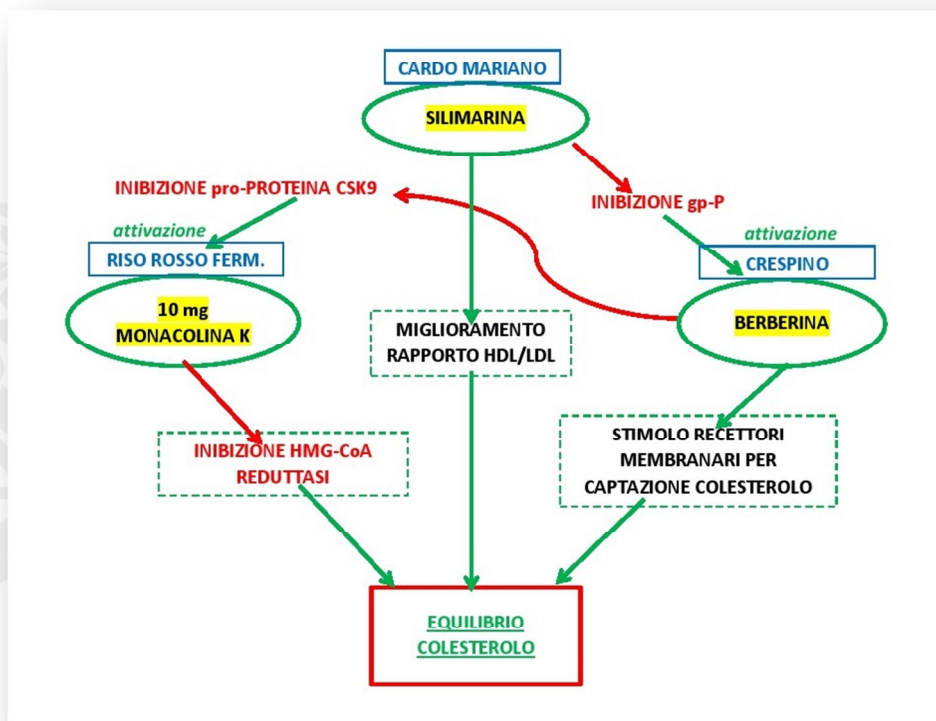 CARDO MARIANO
SILIMARINA
INIBIZIONE pro-PROTEINA CSK9
INIBIZIONE gp-P
attivazione
RISO ROSSO FERM.
attivazione
CRESPINO
10 mg
MONACOLINA K
MIGLIORAMENTO
RAPPORTO HDL/LDL
BERBERINA
INIBIZIONE HMG-CoA
REDUTTASI
STIMOLO RECETTORI
MEMBRANARI PER
CAPTAZIONE COLESTEROLO
EQUILIBRIO
COLESTEROLO